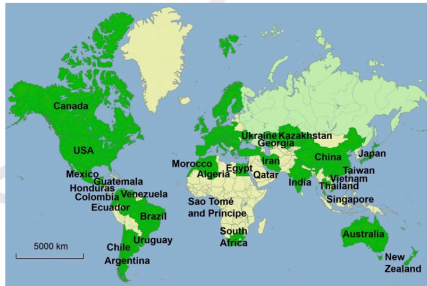 Canada
USA
Mexico
Guatemala
Honduras
Venezuela
Colombia
Ecuador
Brazil
Uruguay
Chile
Argentina
5000 km
Ukraine
Kazakhstan
Georgia
Morocco
Algeria
Egypt
Iran
Qatar
China
Japan
Taiwan
India
Vietnam
Thailand
Singapore
Sao Tomé
and Principe
South
Africa
Australia
New
Zealand